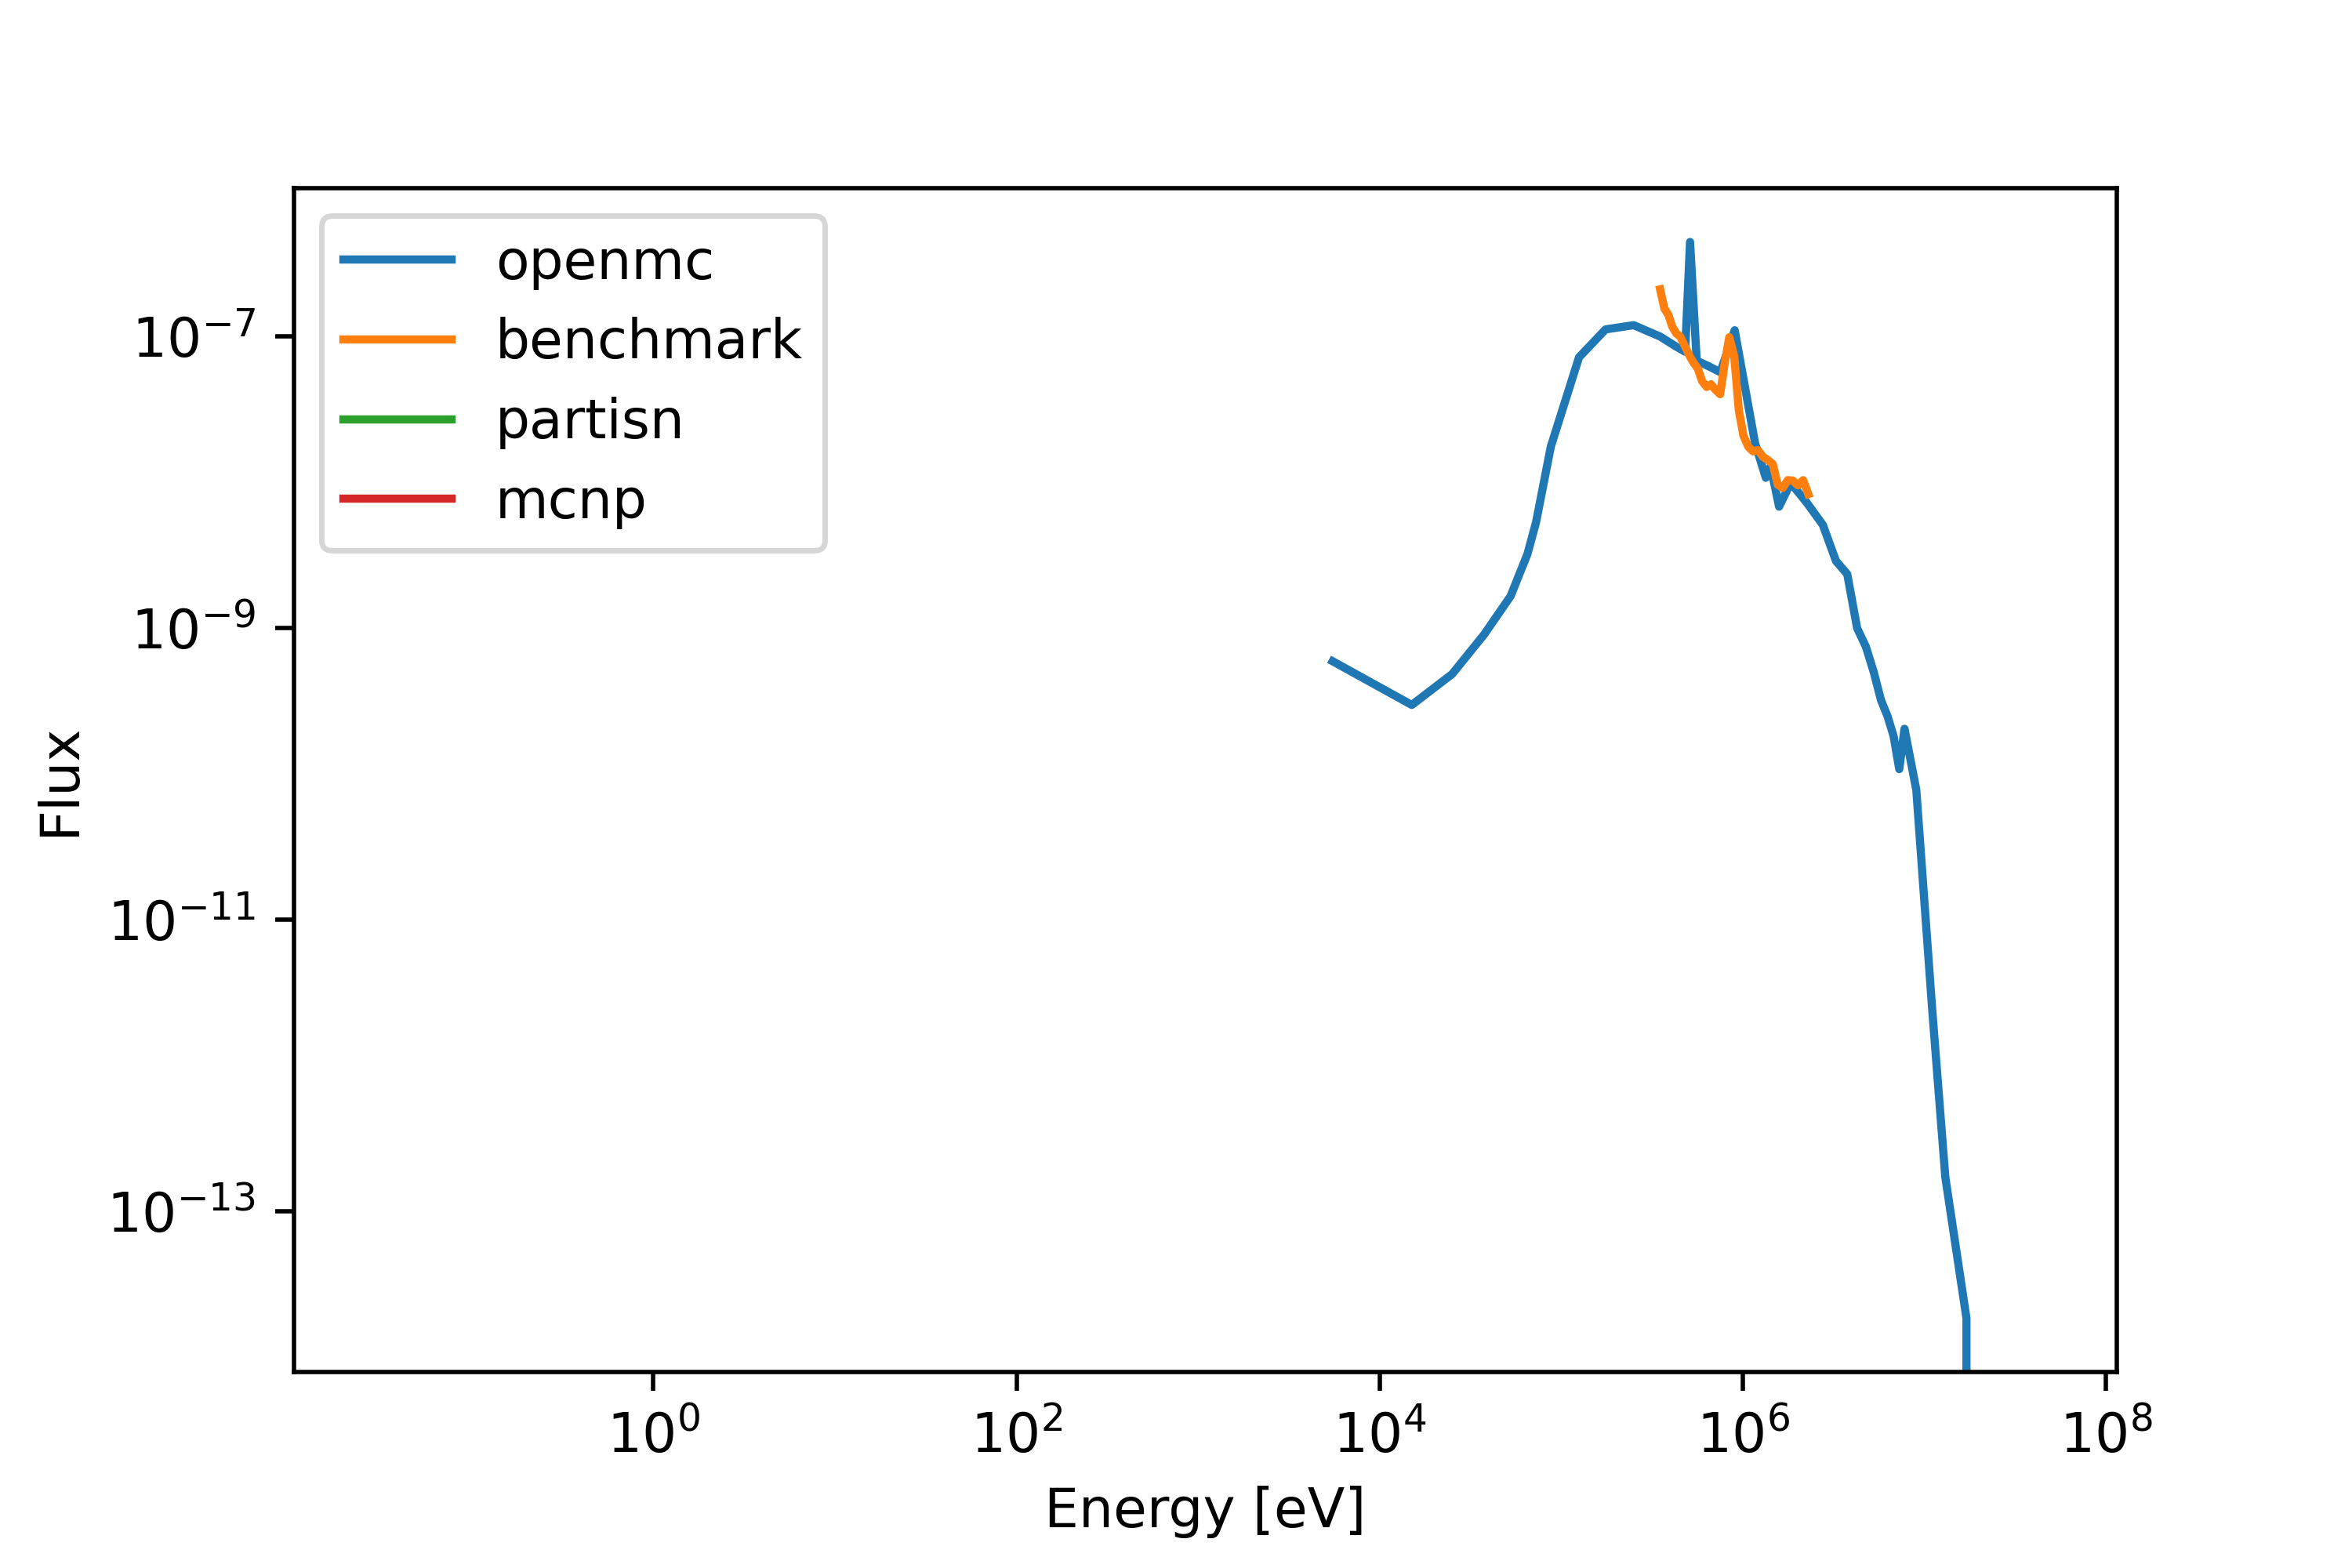 openmc
benchmark
partisn
mcnp
10⁻⁷
10⁻⁹
10⁻¹¹
10⁻¹³
Flux
10⁰ 10² 10⁴ 10⁶ 10⁸
Energy [eV]